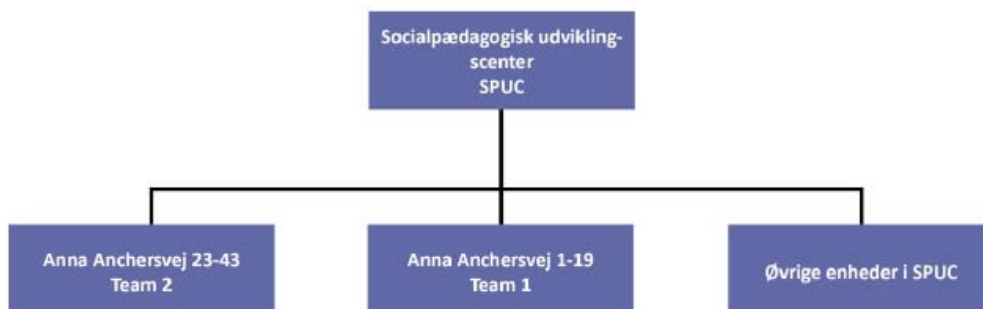 Socialpædagogisk udvikling-
scenter
SPUC
Anna Anchersvej 23-43
Team 2
Anna Anchersvej 1-19
Team 1
Øvrige enheder i SPUC